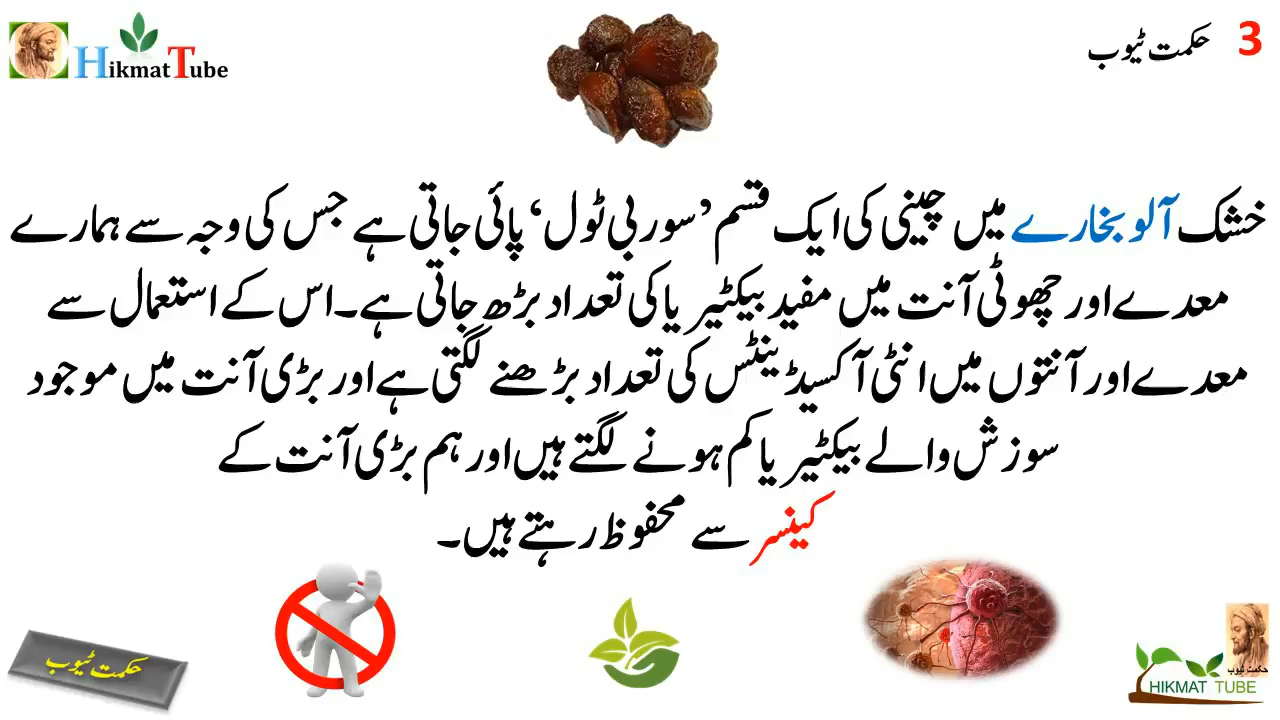 HikmatTube
حکمت ٹیوب 3
خشک آلو بخارے میں چینی کی ایک قسم ’سور بی ٹول‘ پائی جاتی ہے جس کی وجہ سے ہمارے
معدے اور چھوٹی آنت میں مفید بیکٹیریا کی تعداد بڑھ جاتی ہے۔ اس کے استعمال سے
معدے اور آنتوں میں انٹی آکسیڈینٹس کی تعداد بڑھنے لگتی ہے اور بڑی آنت میں موجود
سوزش والے بیکٹیریا کم ہونے لگتے ہیں اور ہم بڑی آنت کے
کینسر سے محفوظ رہتے ہیں۔
حکمت ٹیوب
حکمت ٹیوب
HIKMAT TUBE